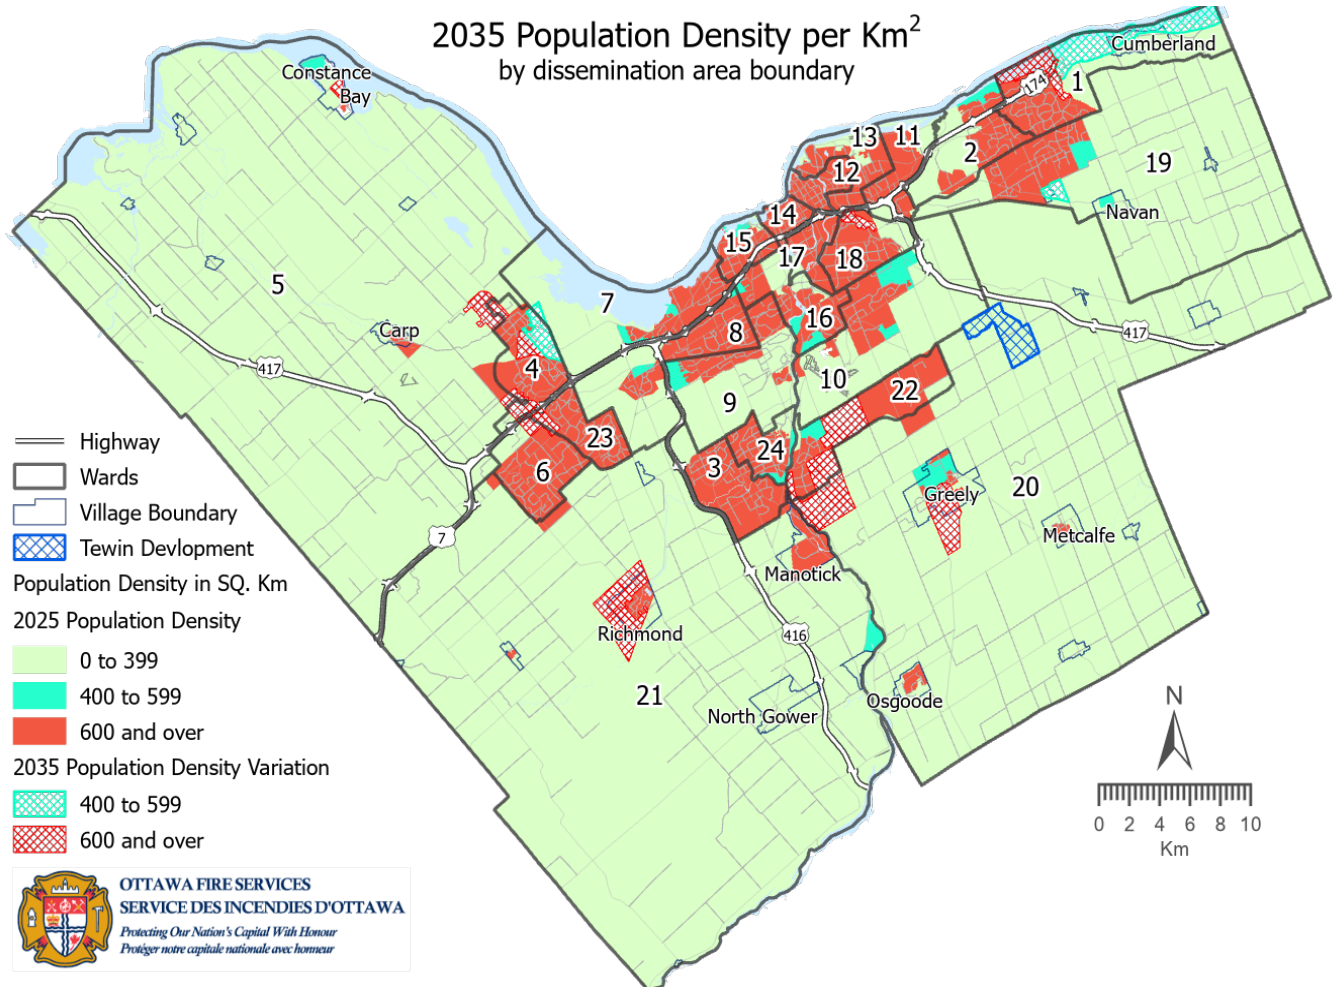 2035 Population Density per Km2
by dissemination area boundary
Cumberland
Constance
Bay
174
1
13
11
2
12
19
Navan
14
15
17
18
5
7
Carp
16
8
417
417
4
10
22
9
Highway
23
24
3
6
Wards
20
Greely
Village Boundary
7
Metcalfe
Tewin Devlopment
Manotick
Population Density in SQ. Km
2025 Population Density
Richmond
416
0 to 399
21
400 to 599
N
Osgoode
North Gower
600 and over
2035 Population Density Variation
400 to 599
0 2 4 6 8 10
Km
600 and over
OTTAWA FIRE SERVICES
SERVICE DES INCENDIES D'OTTAWA
Protecting Our Nation's Capital With Honour
Protéger notre capitale nationale avec honneur